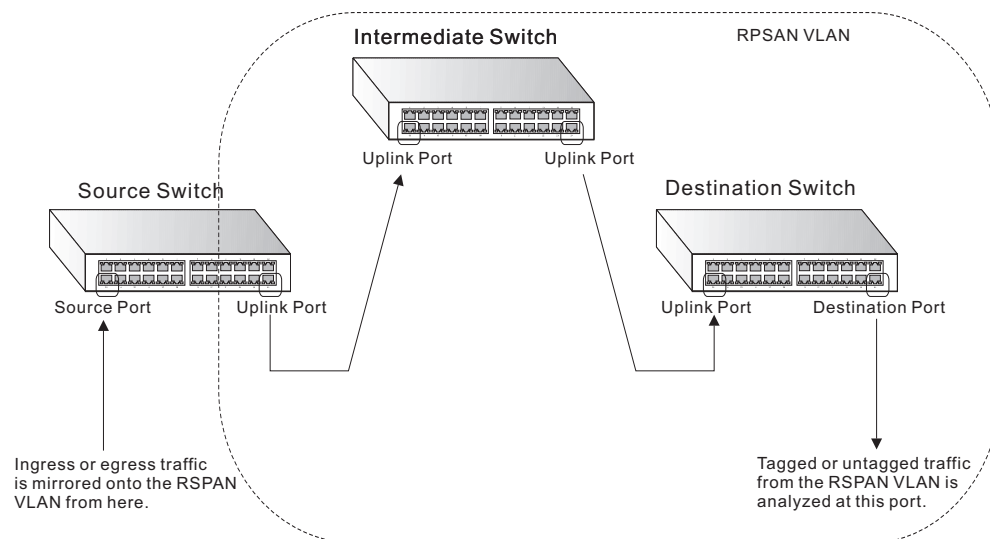 Intermediate Switch
RPSAN VLAN
Uplink Port
Uplink Port
Source Switch
Destination Switch
Source Port
Uplink Port
Uplink Port
Destination Port
Ingress or egress traffic
is mirrored onto the RSPAN
VLAN from here.
Tagged or untagged traffic
from the RSPAN VLAN is
analyzed at this port.